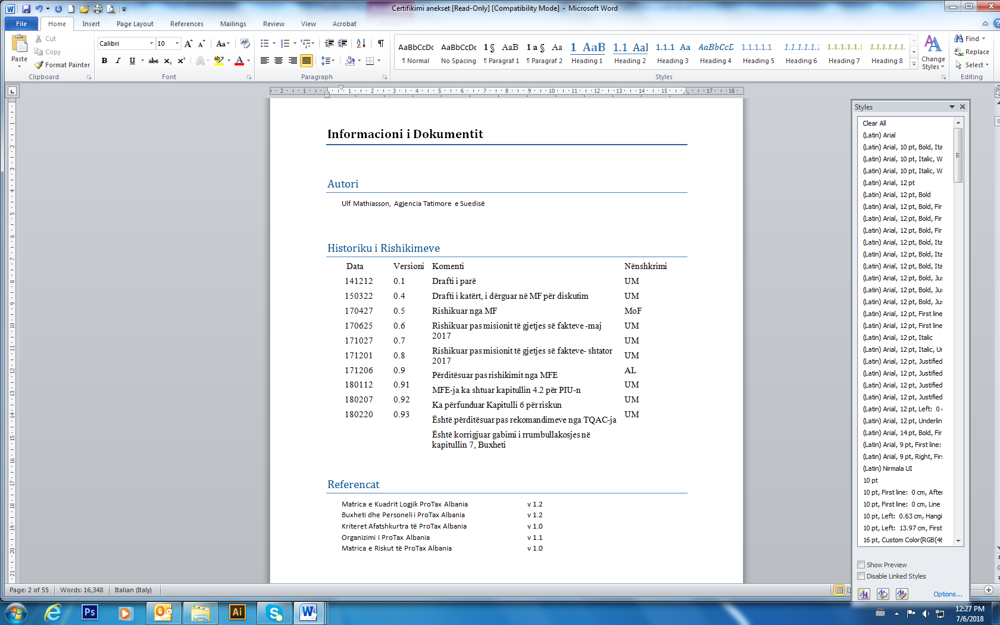 Certifikimi anekset [Read-Only] [Compatibility Mode] - Microsoft Word
File Home Insert Page Layout References Mailings Review View Acrobat
Paste
Cut
Copy
Format Painter
Clipboard
Calibri 10
Font
Paragraph
AaBbCcDc AaBbCcDc 1 § AaB 1 a § Aa 1 AaB 1.1 Aal 1.1.1 Aa AaBbCcD 1.1.1.1.1 1.1.1.1.1. 1.1.1.1.1.1 1.1.1.1.1.1.
¶ Normal No Spacing ¶ Paragraf 1 ¶ Paragraf 2 Heading 1 Heading 2 Heading 3 Heading 4 Heading 5 Heading 6 Heading 7 Heading 8
Change Styles
Styles
Find
Replace
Select
Editing
Informacioni i Dokumentit
Autori
Ulf Mathiasson, Agjencia Tatimore e Suedisë
Historiku i Rishikimeve
Data Versioni Komenti Nënshkrimi
141212 0.1 Drafti i parë UM
150322 0.4 Drafti i katërt, i dërguar në MF për diskutim UM
170427 0.5 Rishikuar nga MF MoF
170625 0.6 Rishikuar pas misionit të gjetjes së fakteve -maj UM
2017
171027 0.7 UM
Rishikuar pas misionit të gjetjes së fakteve- shtator
171201 0.8 UM
2017
171206 0.9 AL
Përditësuar pas rishikimit nga MFE
180112 0.91 UM
MFE-ja ka shtuar kapitullin 4.2 për PIU-n
180207 0.92 UM
Ka përfunduar Kapitulli 6 për riskun
180220 0.93 UM
Është përditësuar pas rekomandimeve nga TQAC-ja
Është korrigjuar gabimi i rrumbullakosjes në
kapitullin 7, Buxheti
Referencat
Matrica e Kuadrit Logjik ProTax Albania v 1.2
Buxheti dhe Personeli i ProTax Albania v 1.2
Kriteret Afatshkurtra të ProTax Albania v 1.0
Organizimi i ProTax Albania v 1.1
Matrica e Riskut të ProTax Albania v 1.0
Styles
Clear All
(Latin) Arial
(Latin) Arial, 10 pt, Bold, Ita
(Latin) Arial, 10 pt, Italic, W
(Latin) Arial, 10 pt, Italic, W
(Latin) Arial, 12 pt
(Latin) Arial, 12 pt, Bold
(Latin) Arial, 12 pt, Bold, Fir
(Latin) Arial, 12 pt, Bold, Fir
(Latin) Arial, 12 pt, Bold, Fir
(Latin) Arial, 12 pt, Bold, Ita
(Latin) Arial, 12 pt, Bold, Ita
(Latin) Arial, 12 pt, Bold, Ita
(Latin) Arial, 12 pt, Bold, Jus
(Latin) Arial, 12 pt, Bold, Jus
(Latin) Arial, 12 pt, Bold, Jus
(Latin) Arial, 12 pt, First line
(Latin) Arial, 12 pt, First line
(Latin) Arial, 12 pt, Italic
(Latin) Arial, 12 pt, Italic, Ur
(Latin) Arial, 12 pt, Justified
(Latin) Arial, 12 pt, Justified
(Latin) Arial, 12 pt, Justified
(Latin) Arial, 12 pt, Justified
(Latin) Arial, 12 pt, Left: 0
(Latin) Arial, 12 pt, Underlin
(Latin) Arial, 14 pt, Bold, Fir
(Latin) Arial, 9 pt, First line:
(Latin) Arial, 9 pt, Right, Firs
(Latin) Nirmala UI
10 pt
10 pt, First line: 0 cm, After
10 pt, First line: 0 cm, Line
10 pt, Left: 0.63 cm, Hangi
10 pt, Left: 13.97 cm, First
16 pt, Custom Color(RGB(46
Show Preview
Disable Linked Styles
Options...
Page: 2 of 55 Words: 16,348 Italian (Italy)
12:27 PM
7/6/2018